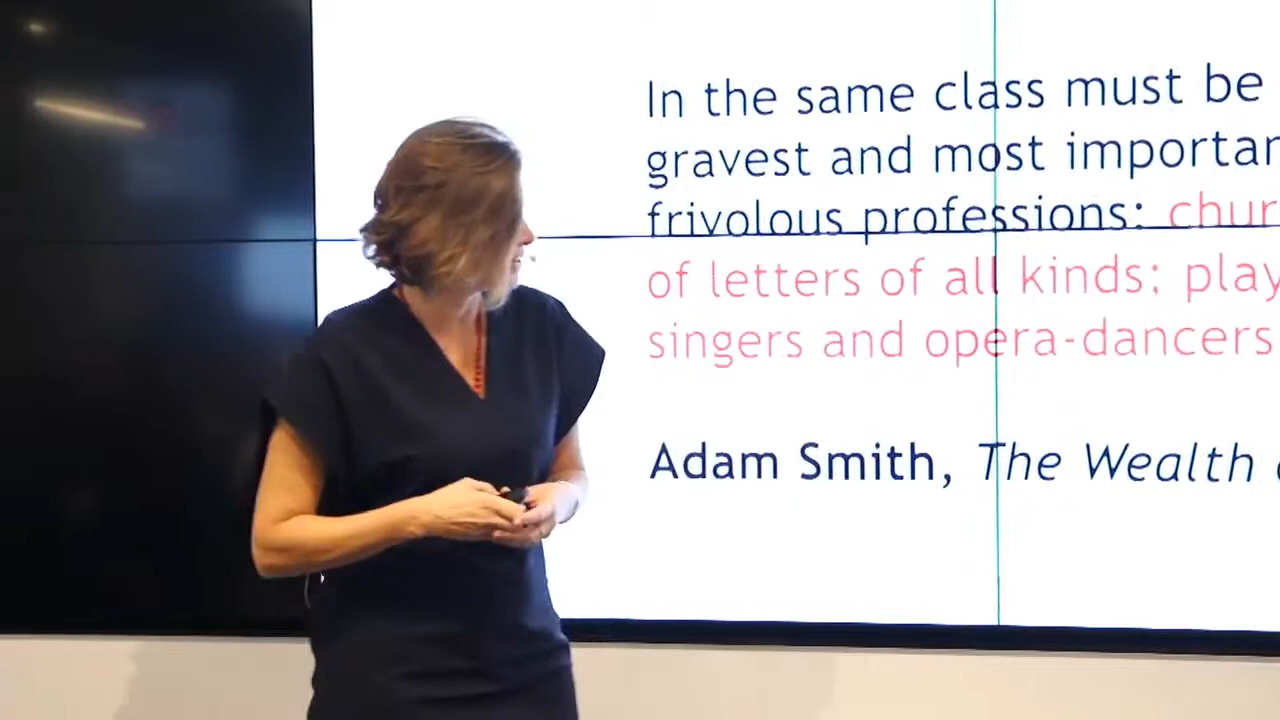 In the same class must be
gravest and most importan
frivolous professions: chur
of letters of all kinds; play
singers and opera-dancers
Adam Smith, The Wealth